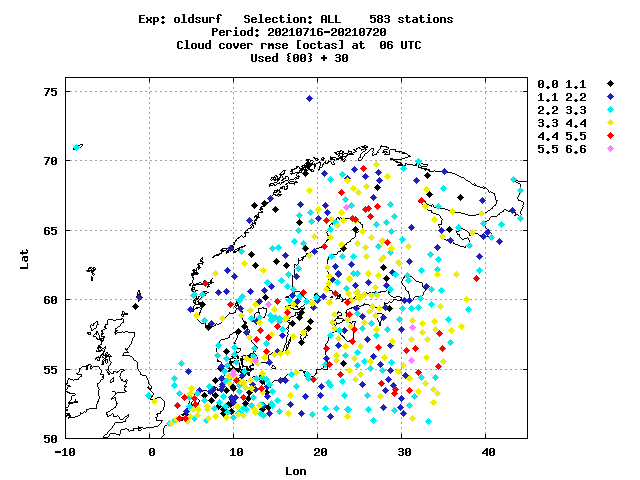 Exp: oldsurf   Selection: ALL    583 stations
Period: 20210716-20210720
Cloud cover rmse [octas] at  06 UTC
Used {00} + 30
75
70
65
60
55
50
-10 0 10 20 30 40
Lat
Lon
0.0 1.1
1.1 2.2
2.2 3.3
3.3 4.4
4.4 5.5
5.5 6.6